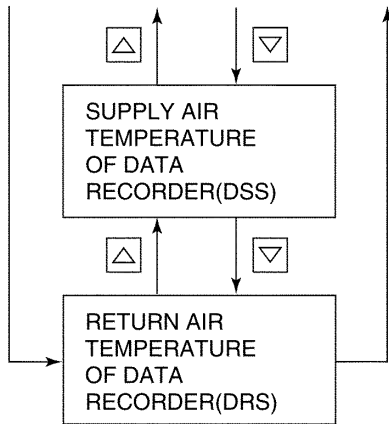 SUPPLY AIR
TEMPERATURE
OF DATA
RECORDER(DSS)
RETURN AIR
TEMPERATURE
OF DATA
RECORDER(DRS)